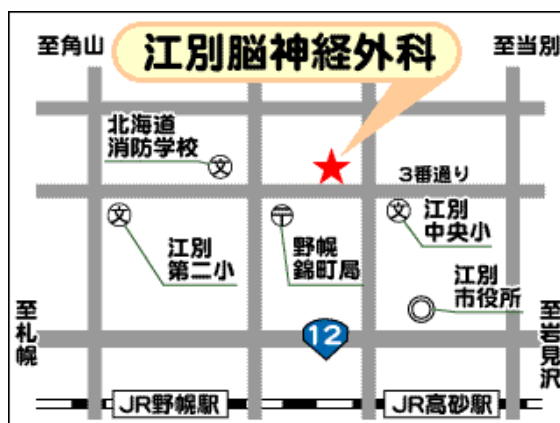 至角山
江別脳神経外科
至当別
北海道
消防学校
文
3番通り
文
江別
第二小
〒
野幌
錦町局
文
江別
中央小
江別
市役所
至札幌
12
至岩見沢
JR野幌駅
JR高砂駅